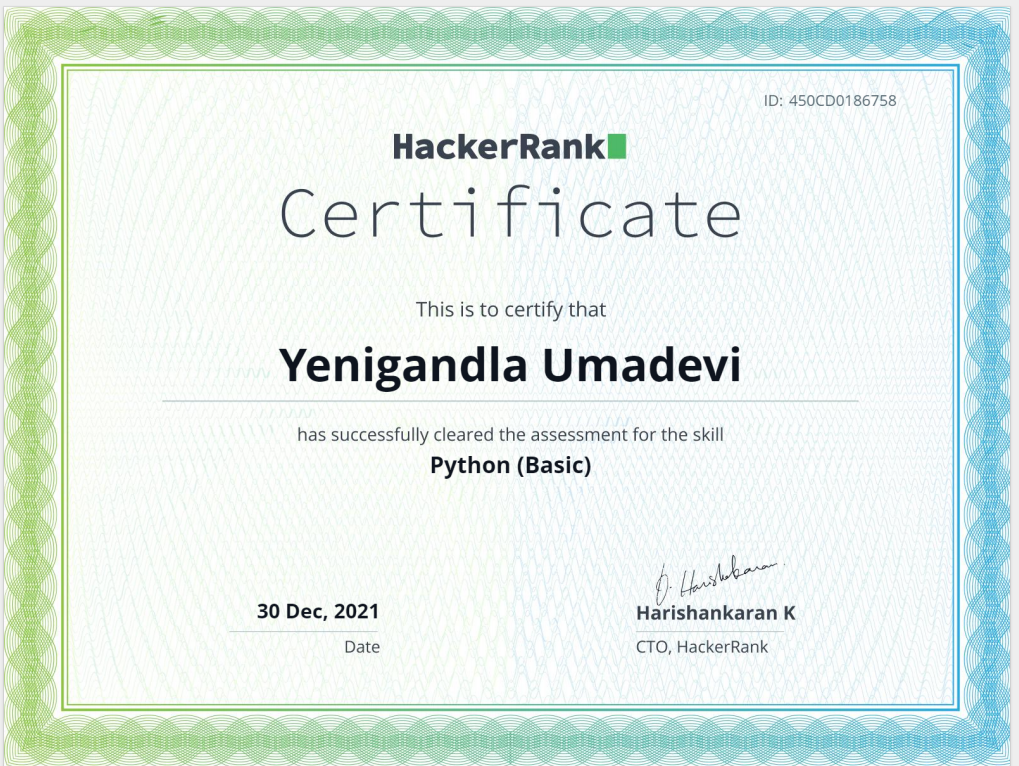 ID: 450CD0186758
HackerRank
Certificate
This is to certify that
Yenigandla Umadevi
has successfully cleared the assessment for the skill
Python (Basic)
30 Dec, 2021
Date
Harishankaran K
CTO, HackerRank